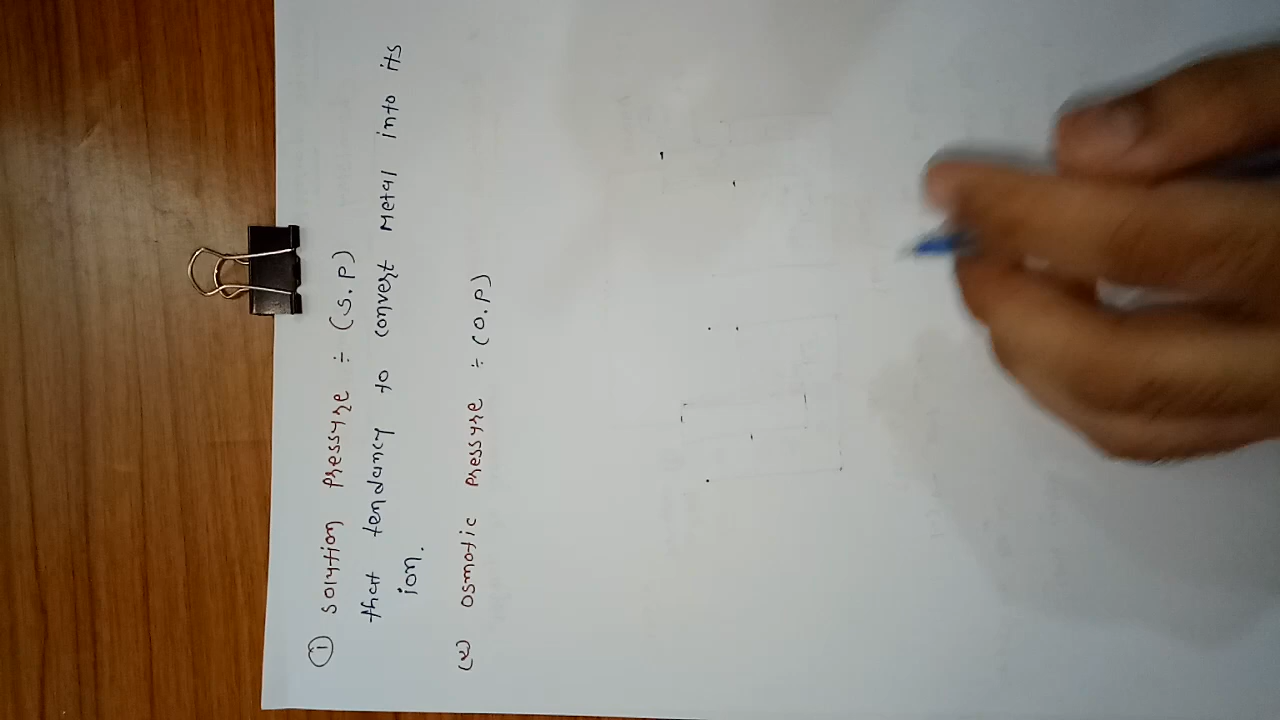 (1) Solution Pressure ÷ (S.P)
that tendancy to convert Metal into its
ion.
(2) Osmotic Pressure ÷ (O.P)